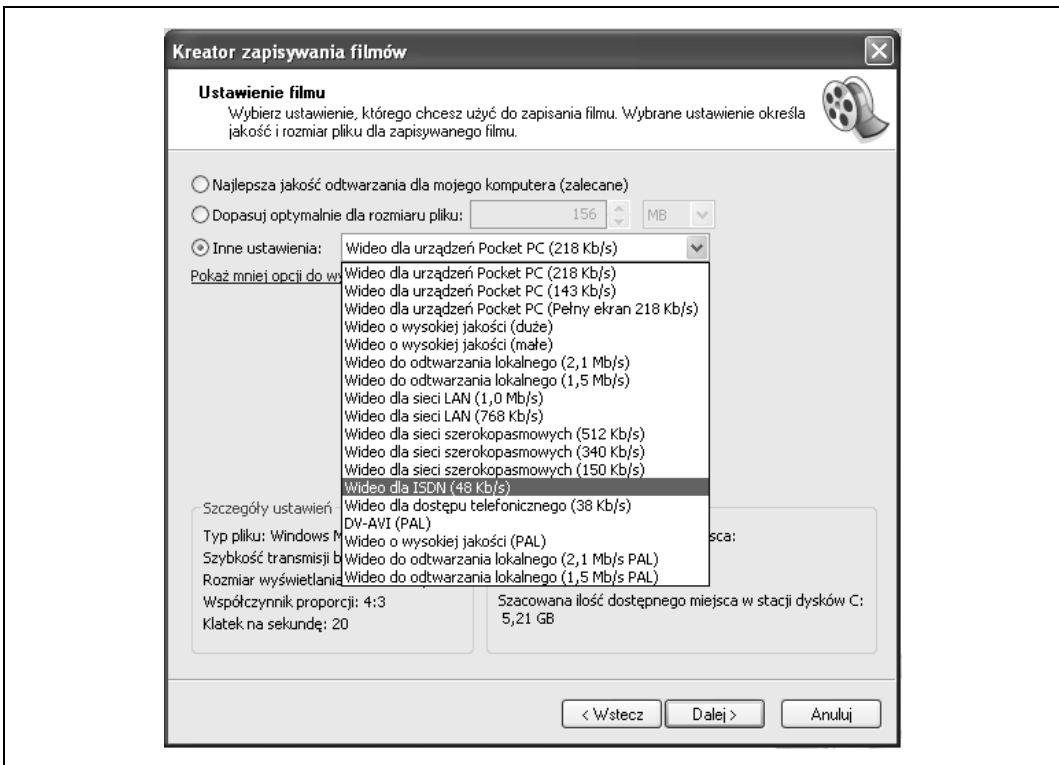 Kreator zapisywania filmów
Ustawienie filmu
Wybierz ustawienie, którego chcesz użyć do zapisania filmu. Wybrane ustawienie określa
jakość i rozmiar pliku dla zapisywanego filmu.
Najlepsza jakość odtwarzania dla mojego komputera (zalecane)
Dopasuj optymalnie dla rozmiaru pliku: 156 MB
Inne ustawienia: Wideo dla urządzeń Pocket PC (218 Kb/s)
Pokaż mniej opcji do
Wideo dla urządzeń Pocket PC (218 Kb/s)
Wideo dla urządzeń Pocket PC (143 Kb/s)
Wideo dla urządzeń Pocket PC (Pełny ekran 218 Kb/s)
Wideo o wysokiej jakości (duże)
Wideo o wysokiej jakości (małe)
Wideo do odtwarzania lokalnego (2,1 Mb/s)
Wideo do odtwarzania lokalnego (1,5 Mb/s)
Wideo dla sieci LAN (1,0 Mb/s)
Wideo dla sieci LAN (768 Kb/s)
Wideo dla sieci szerokopasmowych (512 Kb/s)
Wideo dla sieci szerokopasmowych (340 Kb/s)
Wideo dla sieci szerokopasmowych (150 Kb/s)
Wideo dla ISDN (48 Kb/s)
Wideo dla dostępu telefonicznego (38 Kb/s)
DV-AVI (PAL)
Wideo o wysokiej jakości (PAL)
Wideo do odtwarzania lokalnego (2,1 Mb/s PAL)
Wideo do odtwarzania lokalnego (1,5 Mb/s PAL)
Szczegóły ustawień
Typ pliku: Windows
Szybkość transmisji
Rozmiar wyświetlania
Współczynnik proporcji: 4:3
Klatek na sekundę: 20
sca:
Szacowana ilość dostępnego miejsca w stacji dysków C:
5,21 GB
< Wstecz
Dalej >
Anuluj